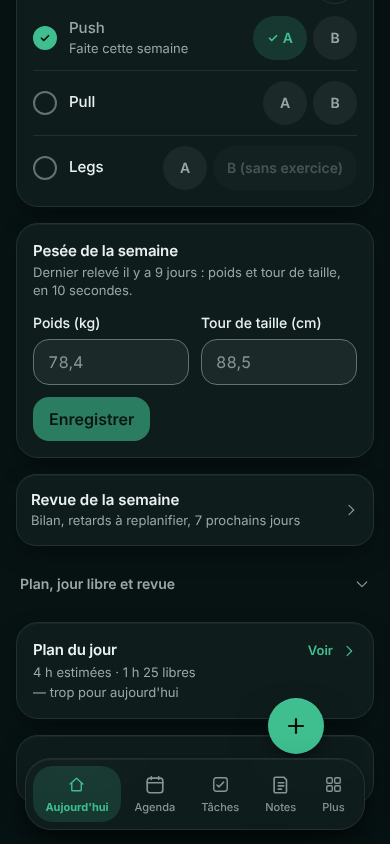 Push
Faite cette semaine
A
B
Pull
A
B
Legs
A
B (sans exercice)
Pesée de la semaine
Dernier relevé il y a 9 jours : poids et tour de taille,
en 10 secondes.
Poids (kg)
Tour de taille (cm)
78,4
88,5
Enregistrer
Revue de la semaine
Bilan, retards à replanifier, 7 prochains jours
Plan, jour libre et revue
Plan du jour
Voir
4 h estimées · 1 h 25 libres
— trop pour aujourd'hui
Aujourd'hui
Agenda
Tâches
Notes
Plus